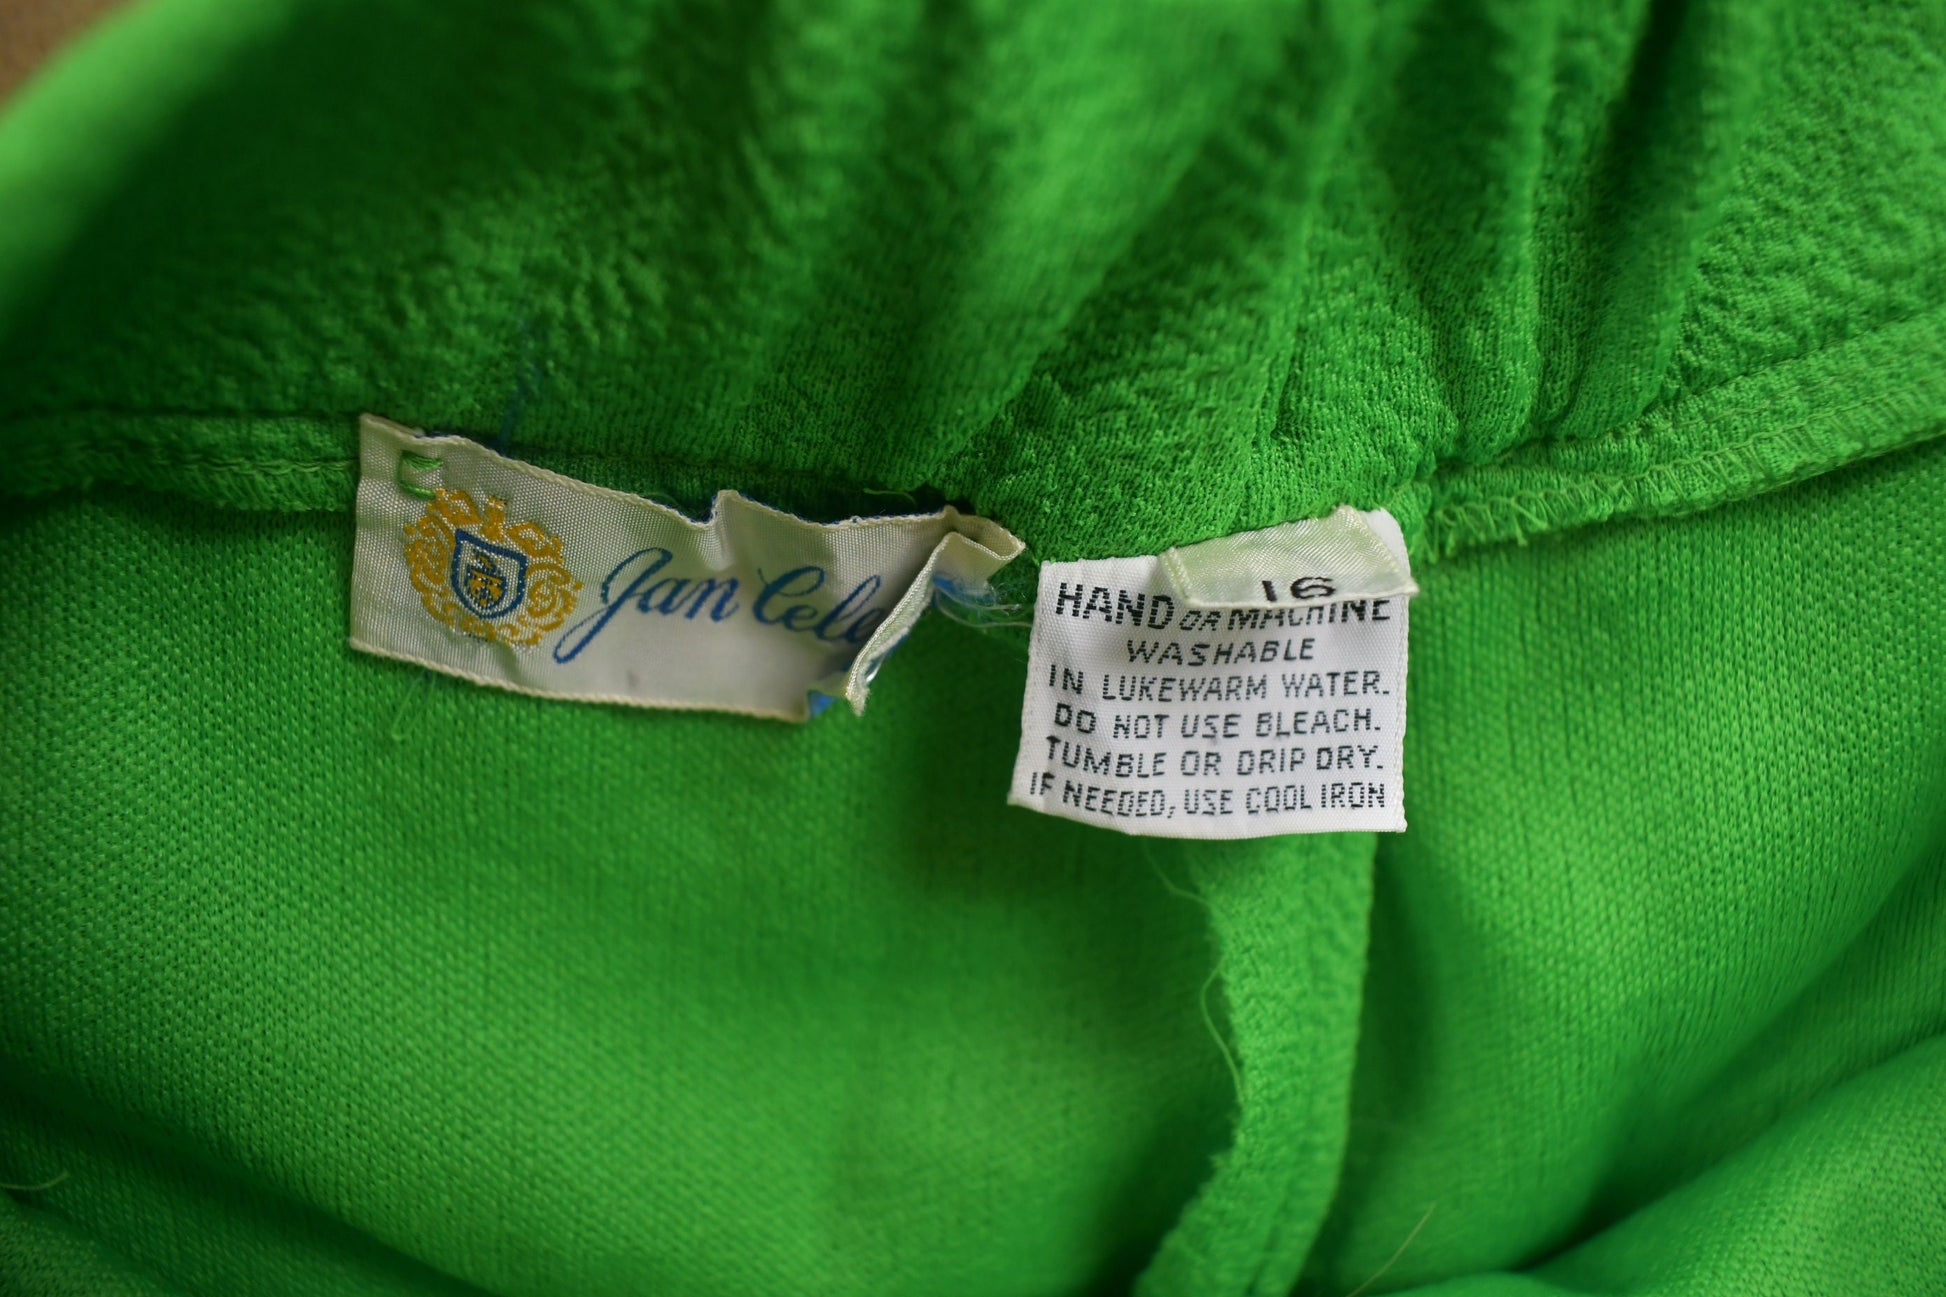 Jan Cele
16
HAND OR MACHINE
WASHABLE
IN LUKEWARM WATER.
DO NOT USE BLEACH.
TUMBLE OR DRIP DRY.
IF NEEDED, USE COOL IRON